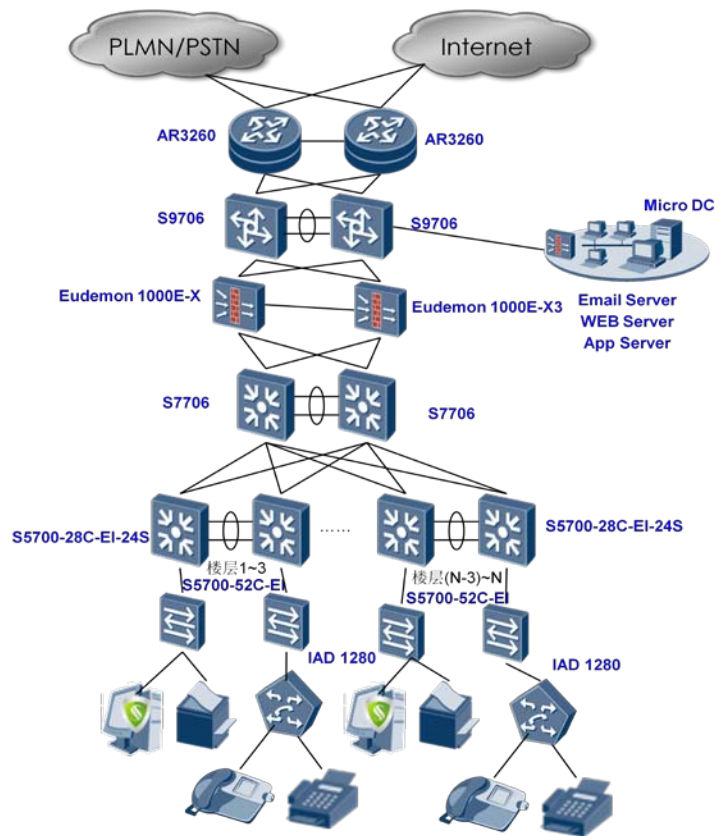 PLMN/PSTN
Internet
AR3260
AR3260
S9706
S9706
Micro DC
Eudemon 1000E-X
Eudemon 1000E-X3
Email Server
WEB Server
App Server
S7706
S7706
S5700-28C-EI-24S
......
S5700-28C-EI-24S
楼层1~3
楼层(N-3)~N
S5700-52C-EI
S5700-52C-EI
IAD 1280
IAD 1280